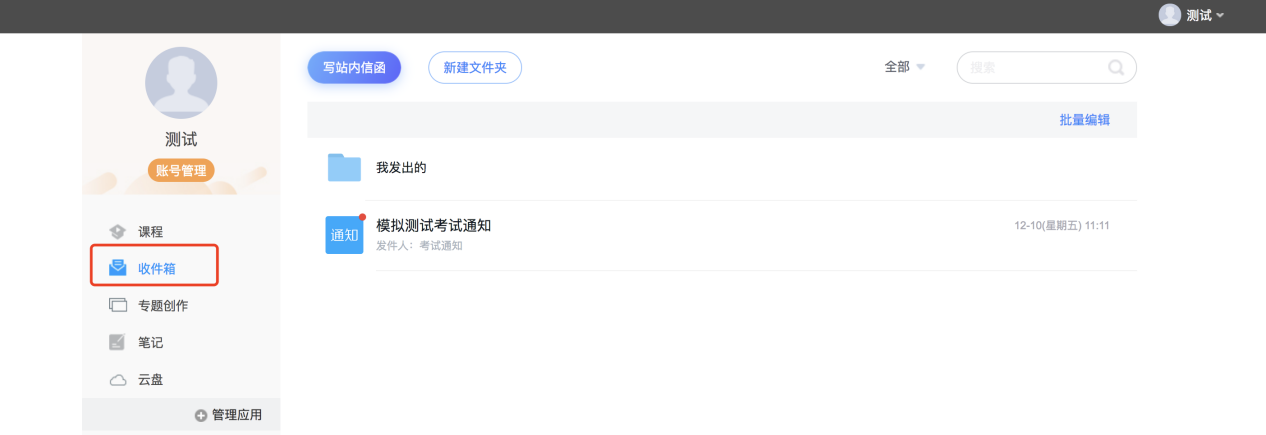 测试
测试
账号管理
课程
收件箱
专题创作
笔记
云盘
管理应用
写站内信函
新建文件夹
全部
搜索
批量编辑
我发出的
通知
模拟测试考试通知
12-10(星期五) 11:11
发件人：考试通知